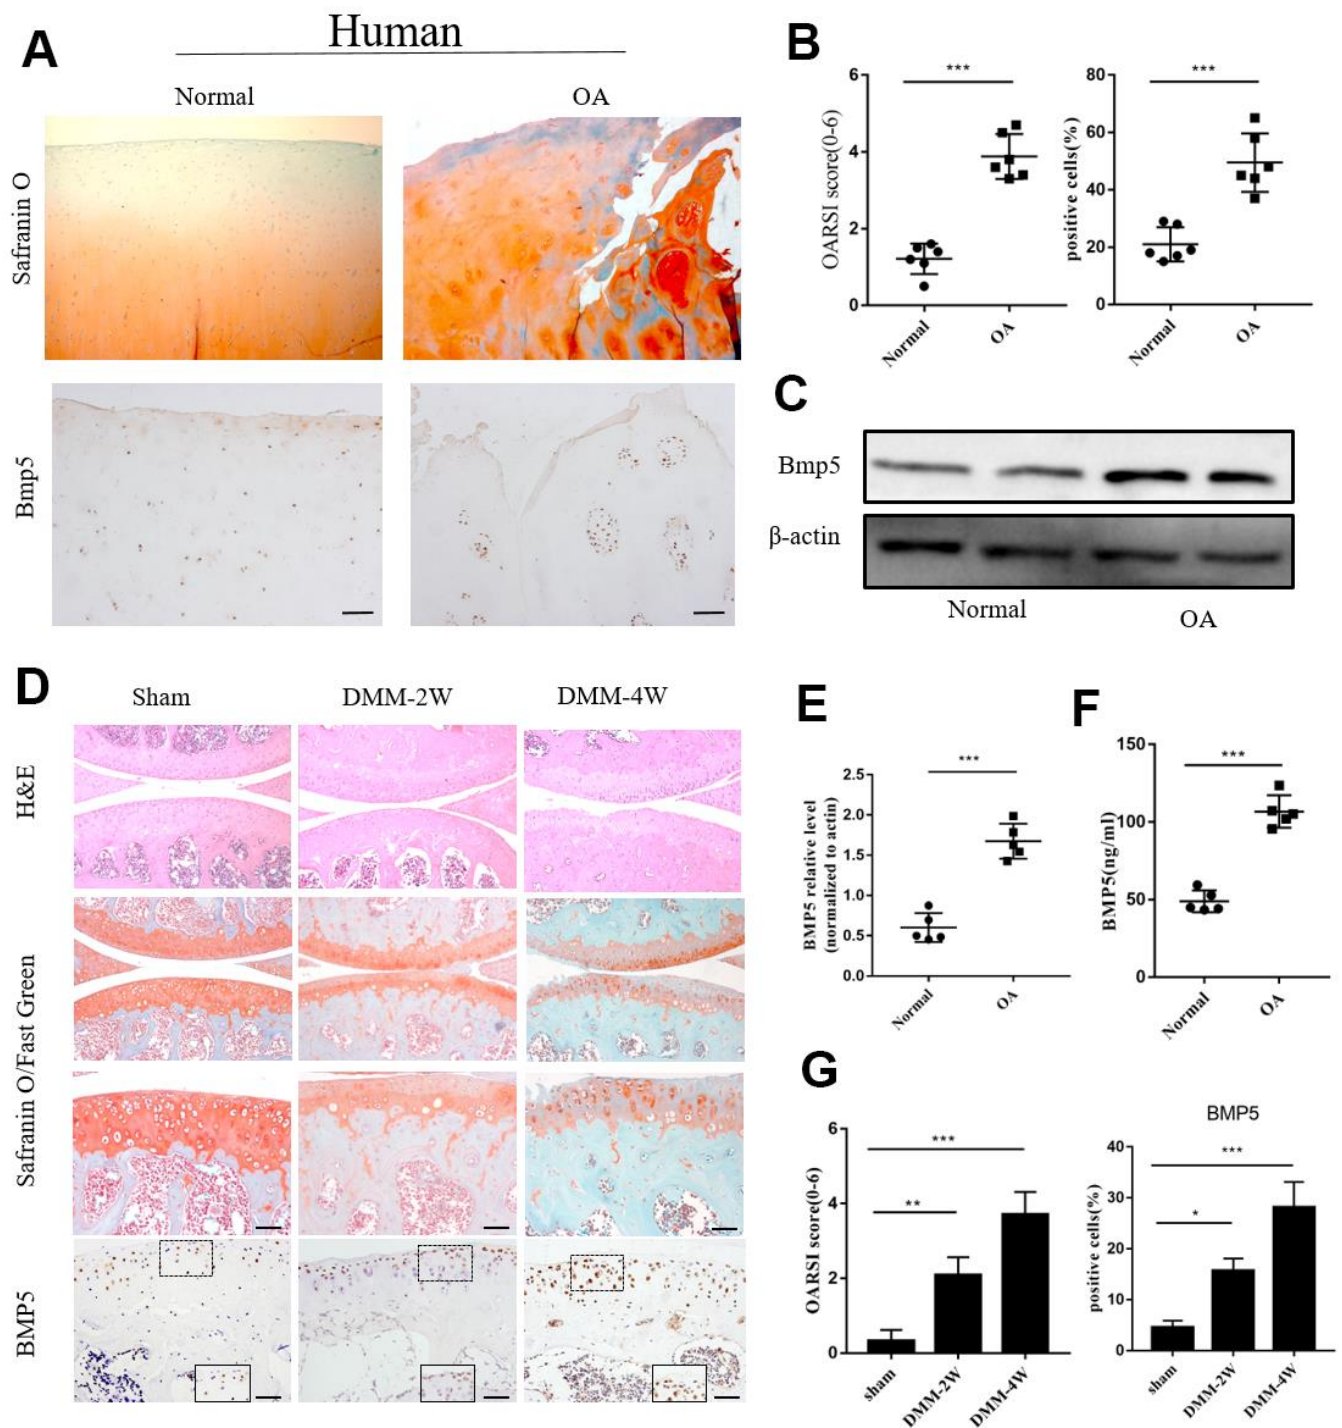 A
Human
Normal
OA
Safranin O
Bmp5
B
***
OARSI score(0-6)
6
4
2
0
Normal
OA
***
positive cells(%)
80
60
40
20
0
Normal
OA
C
Bmp5
β-actin
Normal
OA
D
Sham
DMM-2W
DMM-4W
H&E
Safranin O/Fast Green
BMP5
E
***
BMP5 relative level
(normalized to actin)
2.5
2.0
1.5
1.0
0.5
0.0
Normal
OA
F
***
BMP5(ng/ml)
150
100
50
0
Normal
OA
G
***
**
OARSI score(0-6)
6
4
2
0
sham
DMM-2W
DMM-4W
BMP5
***
*
positive cells(%)
40
30
20
10
0
sham
DMM-2W
DMM-4W